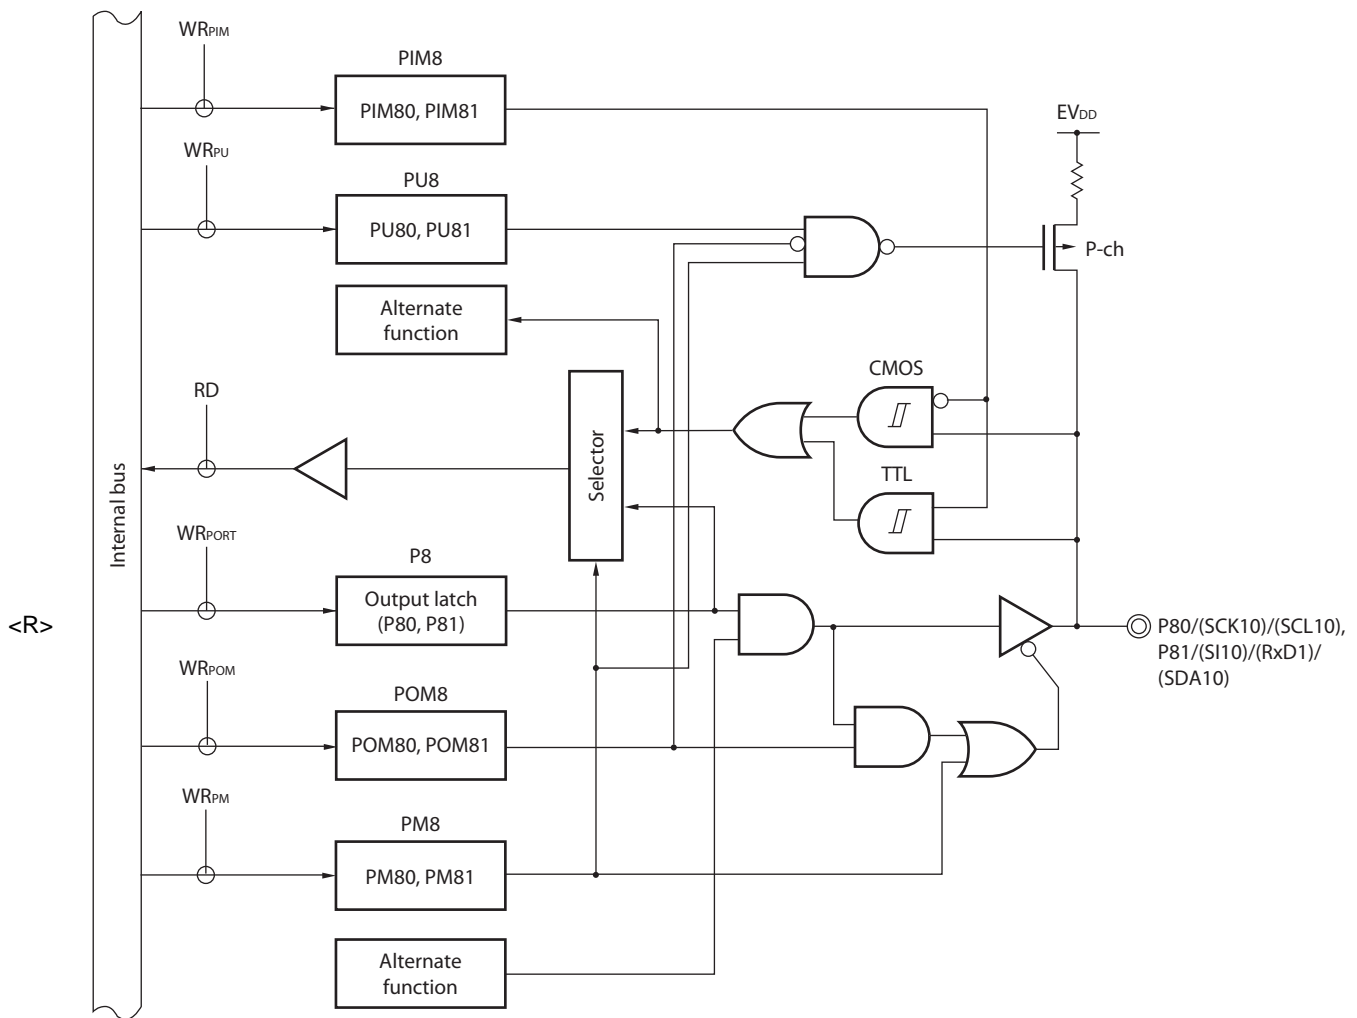 WRPIM
PIM8
PIM80, PIM81
EVDD
WRPU
PU8
PU80, PU81
P-ch
Alternate
function
CMOS
RD
Selector
TTL
Internal bus
WRPORT
P8
Output latch
(P80, P81)
<R>
P80/(SCK10)/(SCL10),
P81/(SI10)/(RxD1)/
(SDA10)
WRPOM
POM8
POM80, POM81
WRPM
PM8
PM80, PM81
Alternate
function